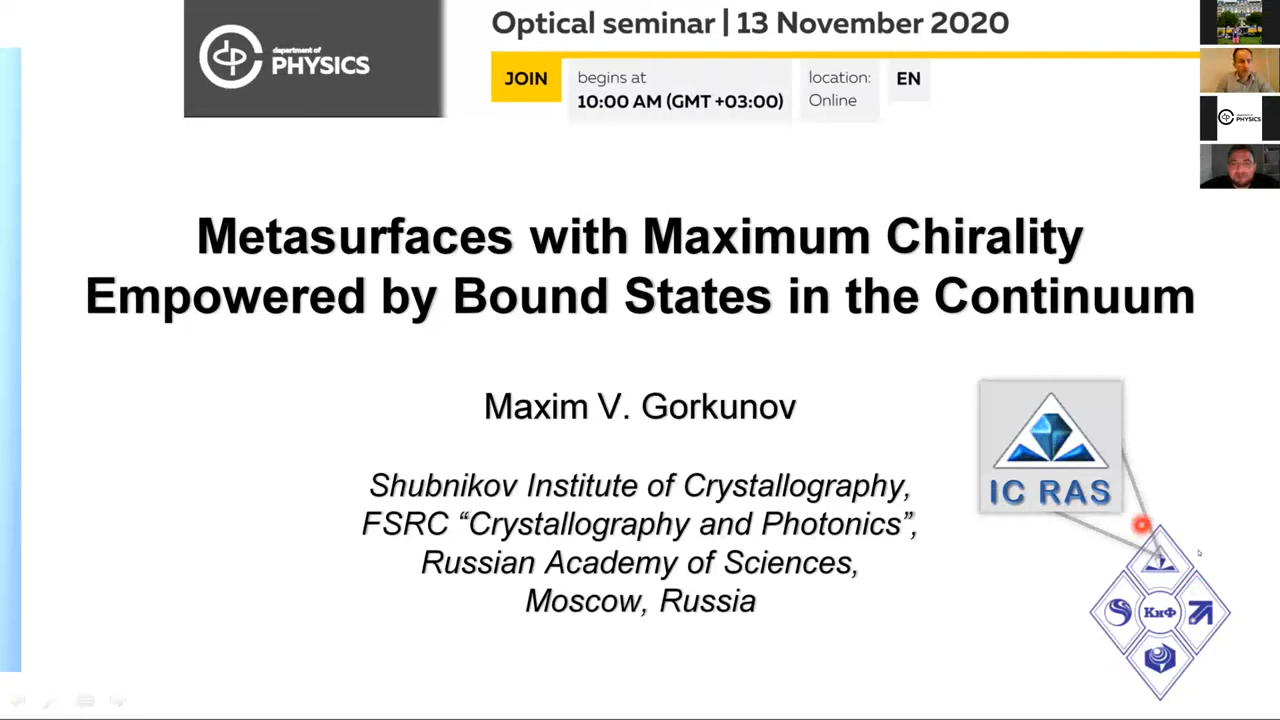 department of
PHYSICS
Optical seminar | 13 November 2020
JOIN
begins at
10:00 AM (GMT +03:00)
location:
Online
EN
PHYSICS
Metasurfaces with Maximum Chirality
Empowered by Bound States in the Continuum
Maxim V. Gorkunov
Shubnikov Institute of Crystallography,
FSRC “Crystallography and Photonics”,
Russian Academy of Sciences,
Moscow, Russia
IC RAS
КиФ